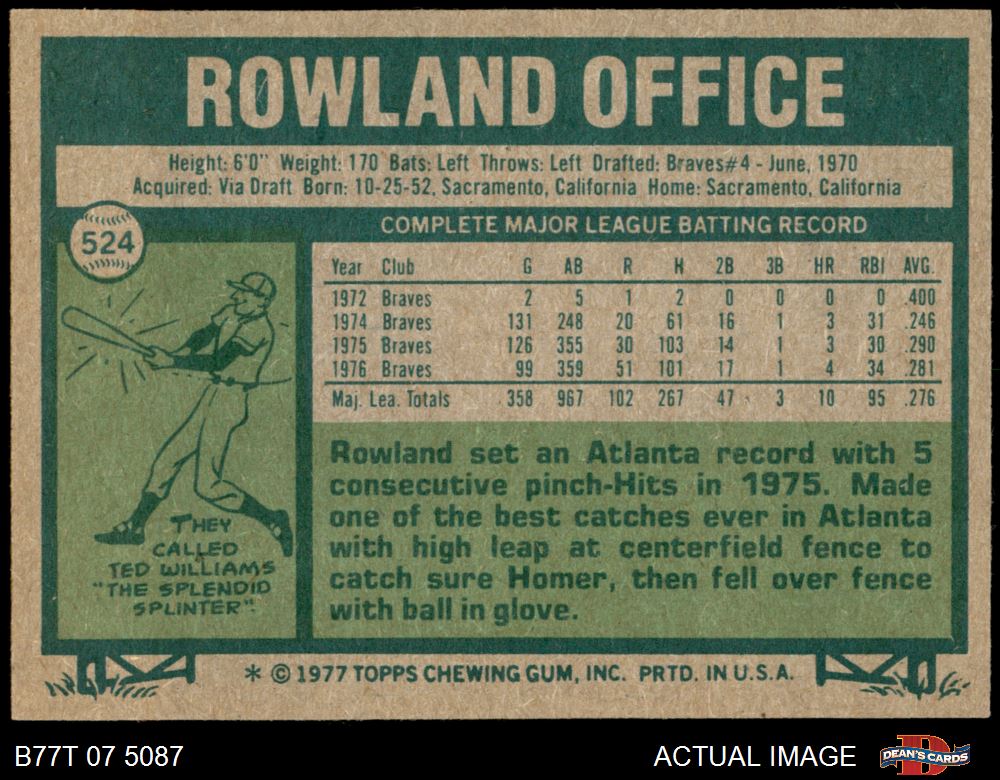 ROWLAND OFFICE
Height: 6'0" Weight: 170 Bats: Left Throws: Left Drafted: Braves#4 - June, 1970
Acquired: Via Draft Born: 10-25-52, Sacramento, California Home: Sacramento, California
524
COMPLETE MAJOR LEAGUE BATTING RECORD
Year Club G AB R H 2B 3B HR RBI AVG.
1972 Braves 2 5 1 2 0 0 0 0 .400
1974 Braves 131 248 20 61 16 1 3 31 .246
1975 Braves 126 355 30 103 14 1 3 30 .290
1976 Braves 99 359 51 101 17 1 4 34 .281
Maj. Lea. Totals 358 967 102 267 47 3 10 95 .276
THEY
CALLED
TED WILLIAMS
"THE SPLENDID
SPLINTER".
Rowland set an Atlanta record with 5
consecutive pinch-Hits in 1975. Made
one of the best catches ever in Atlanta
with high leap at centerfield fence to
catch sure Homer, then fell over fence
with ball in glove.
* © 1977 TOPPS CHEWING GUM, INC. PRTD. IN U.S.A.
B77T 07 5087
ACTUAL IMAGE
DEAN'S CARDS